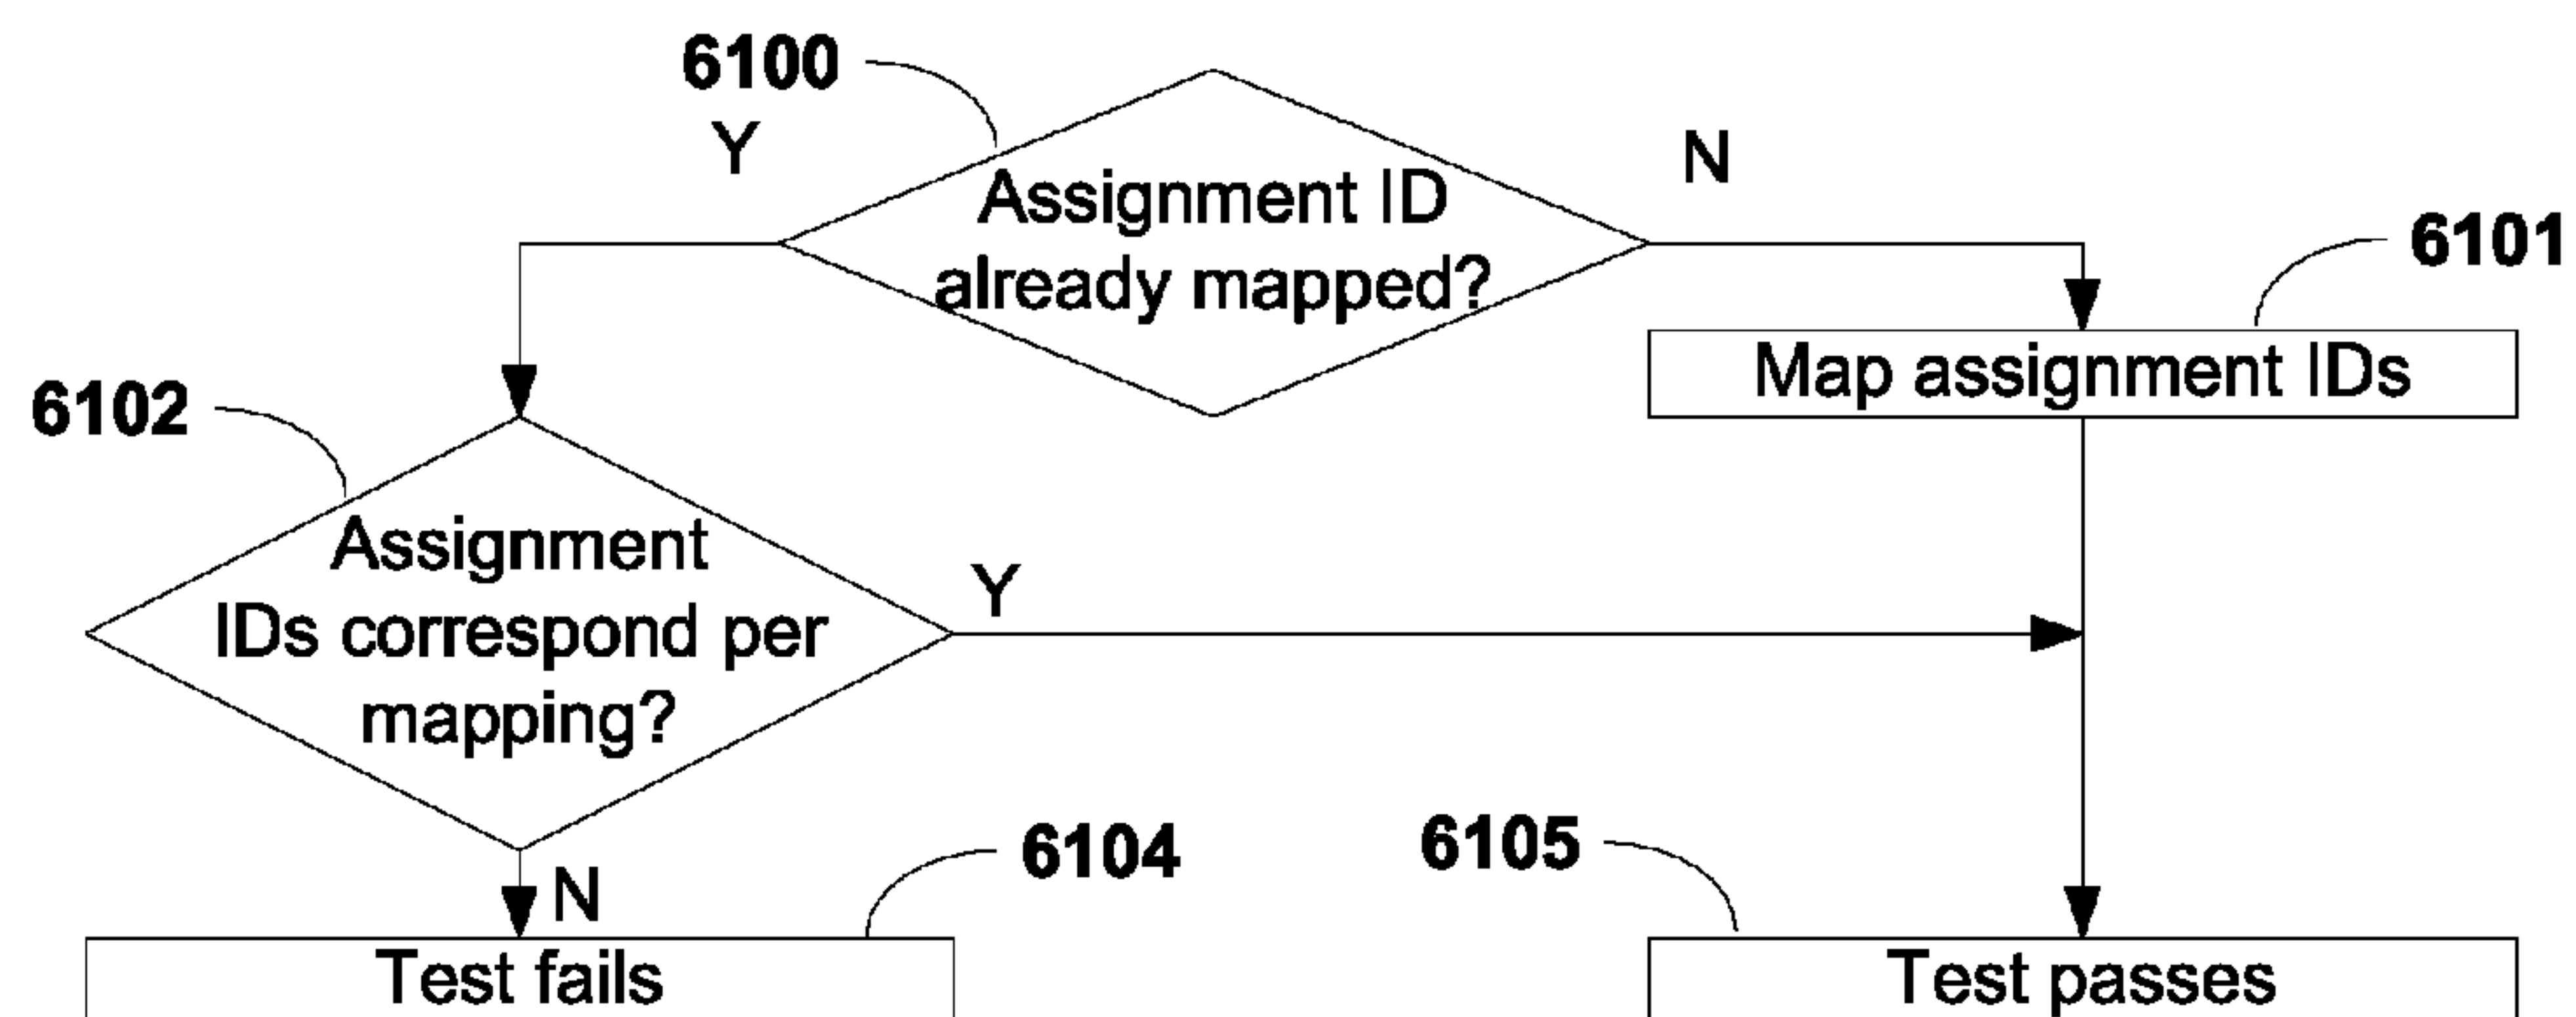 6100
Y
N
Assignment ID
already mapped?
6101
Map assignment IDs
6102
Assignment
IDs correspond per
mapping?
Y
N
6104
6105
Test fails
Test passes